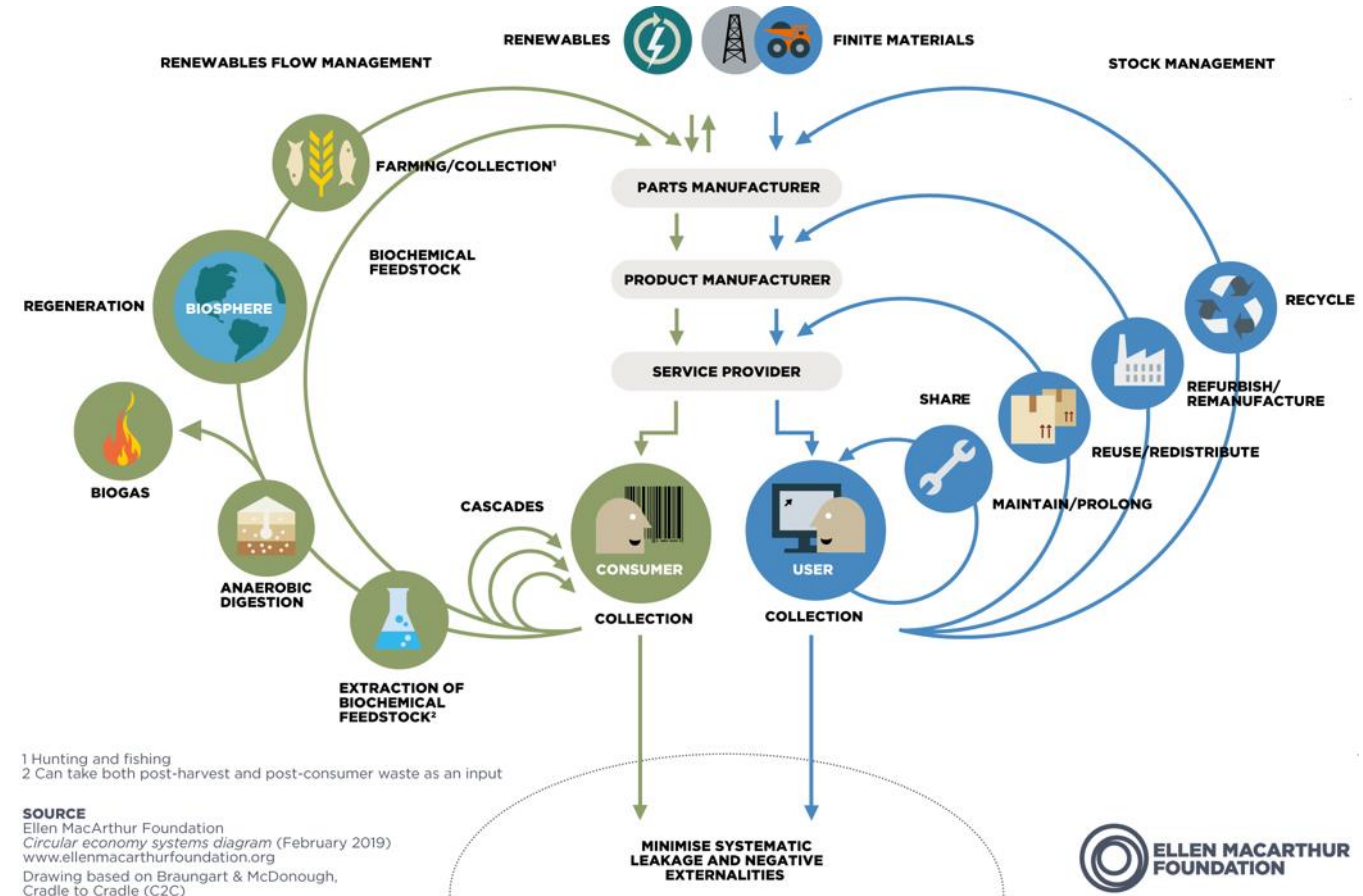 RENEWABLES
FINITE MATERIALS
RENEWABLES FLOW MANAGEMENT
STOCK MANAGEMENT
FARMING/COLLECTION¹
PARTS MANUFACTURER
BIOCHEMICAL
FEEDSTOCK
PRODUCT MANUFACTURER
REGENERATION
BIOSPHERE
RECYCLE
SERVICE PROVIDER
SHARE
REFURBISH/
REMANUFACTURE
REUSE/REDISTRIBUTE
BIOGAS
CASCADES
MAINTAIN/PROLONG
CONSUMER
USER
ANAEROBIC
DIGESTION
COLLECTION
COLLECTION
EXTRACTION OF
BIOCHEMICAL
FEEDSTOCK²
1 Hunting and fishing
2 Can take both post-harvest and post-consumer waste as an input
SOURCE
Ellen MacArthur Foundation
Circular economy systems diagram (February 2019)
www.ellenmacarthurfoundation.org
Drawing based on Braungart & McDonough,
Cradle to Cradle (C2C)
MINIMISE SYSTEMATIC
LEAKAGE AND NEGATIVE
EXTERNALITIES
ELLEN MACARTHUR
FOUNDATION